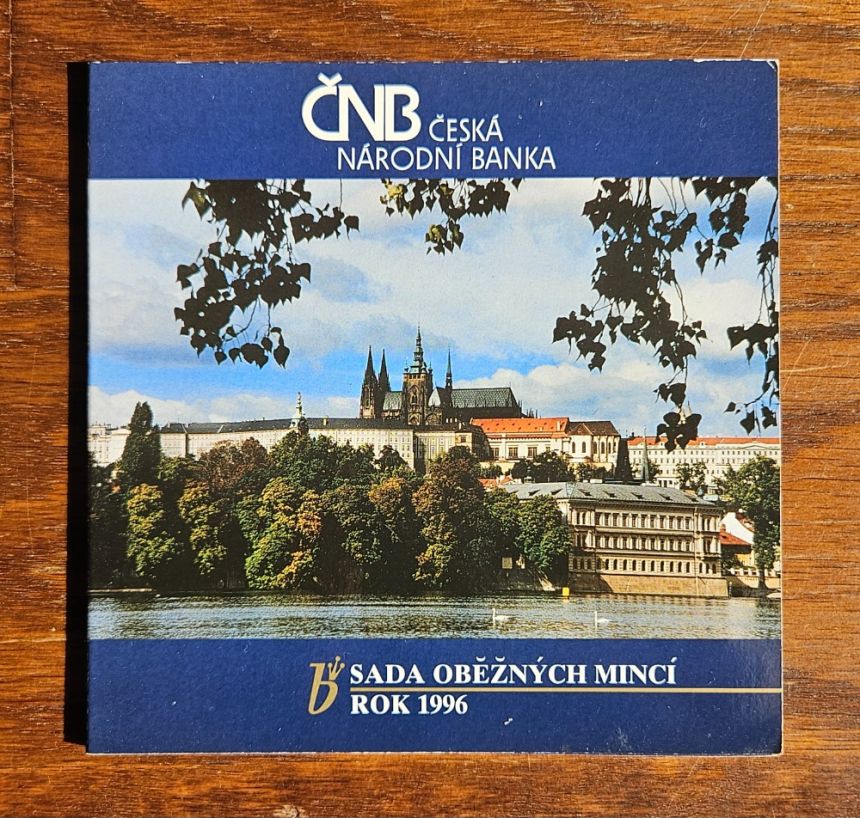 ČNB ČESKÁ
NÁRODNÍ BANKA
b SADA OBĚŽNÝCH MINCÍ
ROK 1996